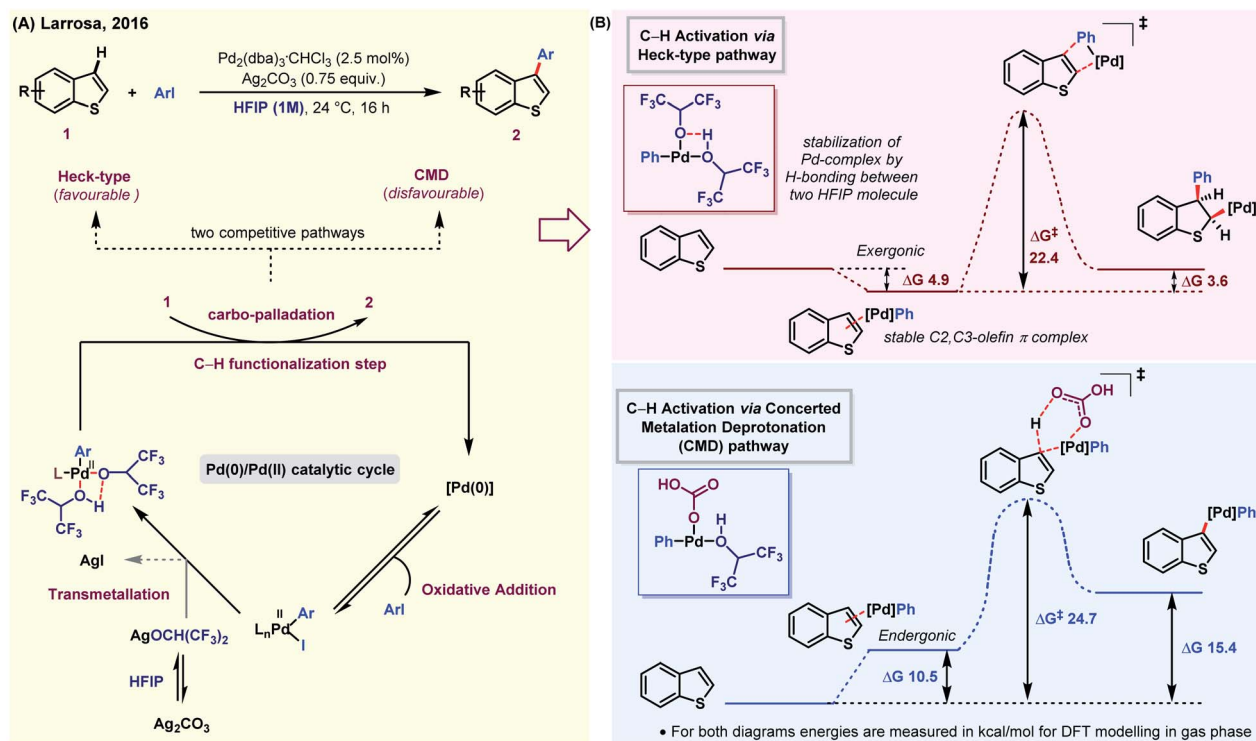 (A) Larrosa, 2016
H
R
S
1
+
ArI
Pd2(dba)3·CHCl3 (2.5 mol%)
Ag2CO3 (0.75 equiv.)
HFIP (1M), 24 °C, 16 h
Ar
R
S
2
Heck-type
(favourable )
CMD
(disfavourable)
two competitive pathways
1
2
carbo-palladation
C–H functionalization step
Ar
L-Pd
II
O
CF3
CF3
F3C
O
H
CF3
Pd(0)/Pd(II) catalytic cycle
[Pd(0)]
AgI
Transmetallation
Oxidative Addition
ArI
AgOCH(CF3)2
II
LnPd
Ar
I
HFIP
Ag2CO3
(B)
C–H Activation via
Heck-type pathway
Ph
[Pd]
S
‡
F3C
CF3
O
H
Ph-Pd
O
CF3
F3C
stabilization of
Pd-complex by
H-bonding between
two HFIP molecule
S
Exergonic
ΔG 4.9
ΔG‡
22.4
Ph
H
[Pd]
S
H
ΔG 3.6
[Pd]Ph
S
stable C2,C3-olefin π complex
C–H Activation via Concerted
Metalation Deprotonation
(CMD) pathway
O
OH
H
O
[Pd]Ph
S
‡
HO
O
O
H
Ph-Pd-O
CF3
F3C
[Pd]Ph
S
[Pd]Ph
S
Endergonic
ΔG‡ 24.7
ΔG 15.4
ΔG 10.5
S
• For both diagrams energies are measured in kcal/mol for DFT modelling in gas phase